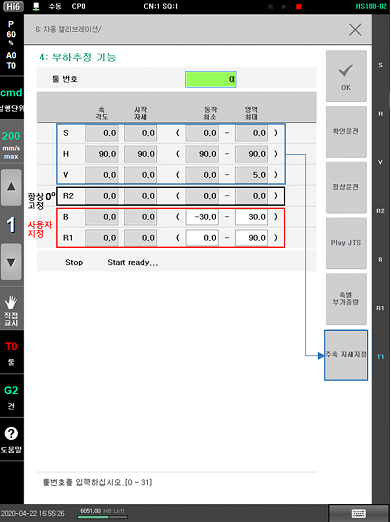 Hi6 수동 CP0 CN:1 SQ:1 HS180-02
P
60
%
A0
T0
cmd
실행단위
200
mm/s
max
1
직접
교시
T0
툴
G2
건
도움말
6: 자동 캘리브레이션/
4: 부하추정 기능
툴 번호 0
축 각도 시작 자세 동작 최소 영역 최대
S 0,0 0,0 ( 0,0 - 0,0 )
H 90,0 90,0 ( 90,0 - 90,0 )
V 0,0 0,0 ( 0,0 - 5,0 )
항상 0°
고정
R2 0,0 0,0 ( 0,0 - 0,0 )
사용자
지정
B 0,0 0,0 ( -30,0 - 30,0 )
R1 0,0 0,0 ( 0,0 - 90,0 )
Stop Start ready...
OK
확인운전
정상운전
Play JTS
축별
부가중량
주축 자세지정
S
H
V
R2
B
R1
T1
툴번호를 입력하십시오.[0 - 31]
2020-04-22 16:55:26 6051.00 HB Left